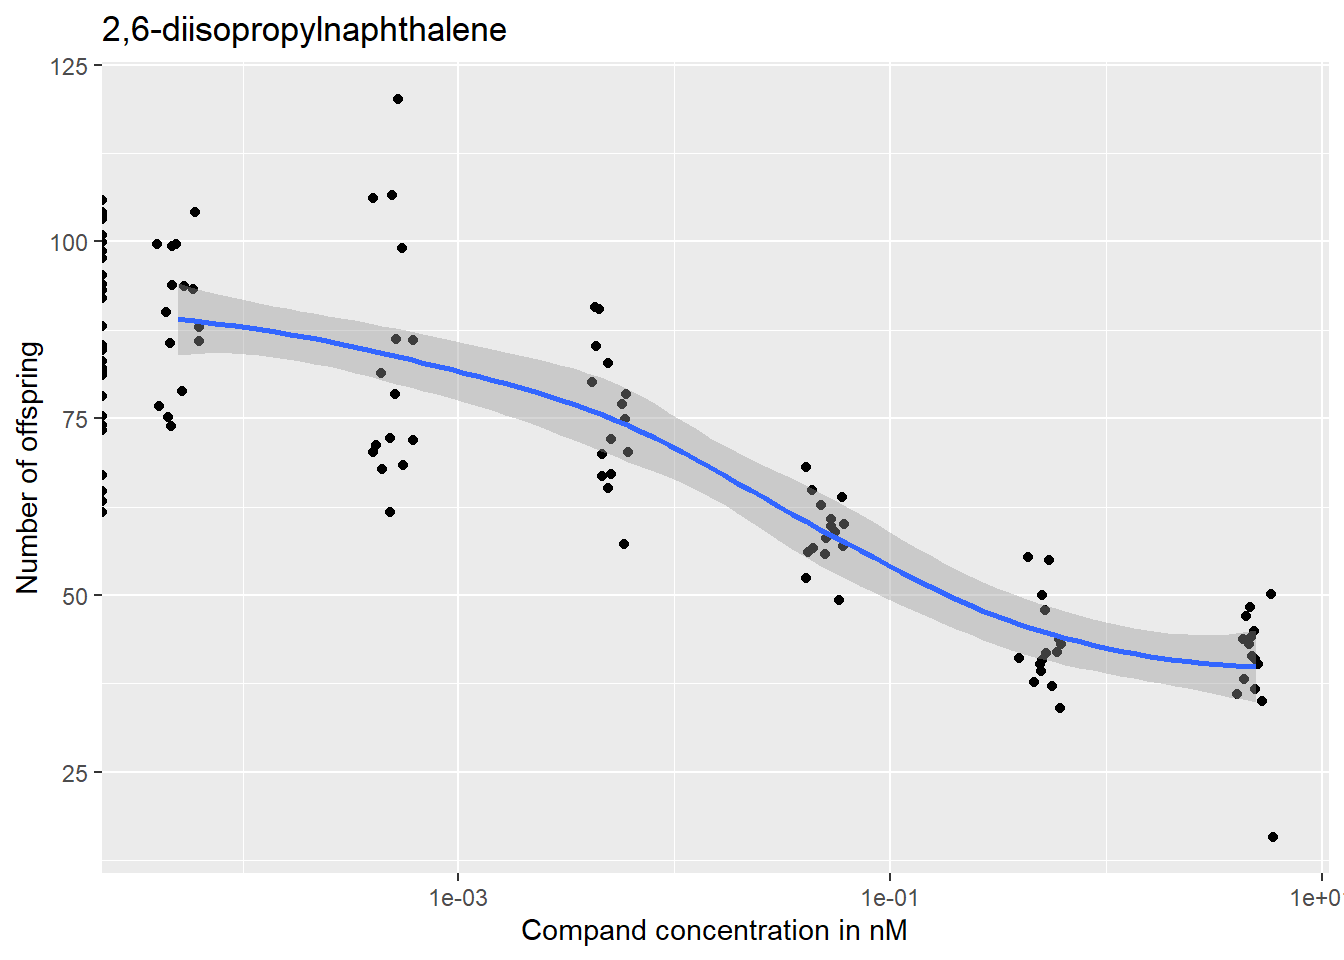 2,6-diisopropylnaphthalene
125
100
75
50
25
Number of offspring
1e-03
1e-01
1e+01
Compand concentration in nM